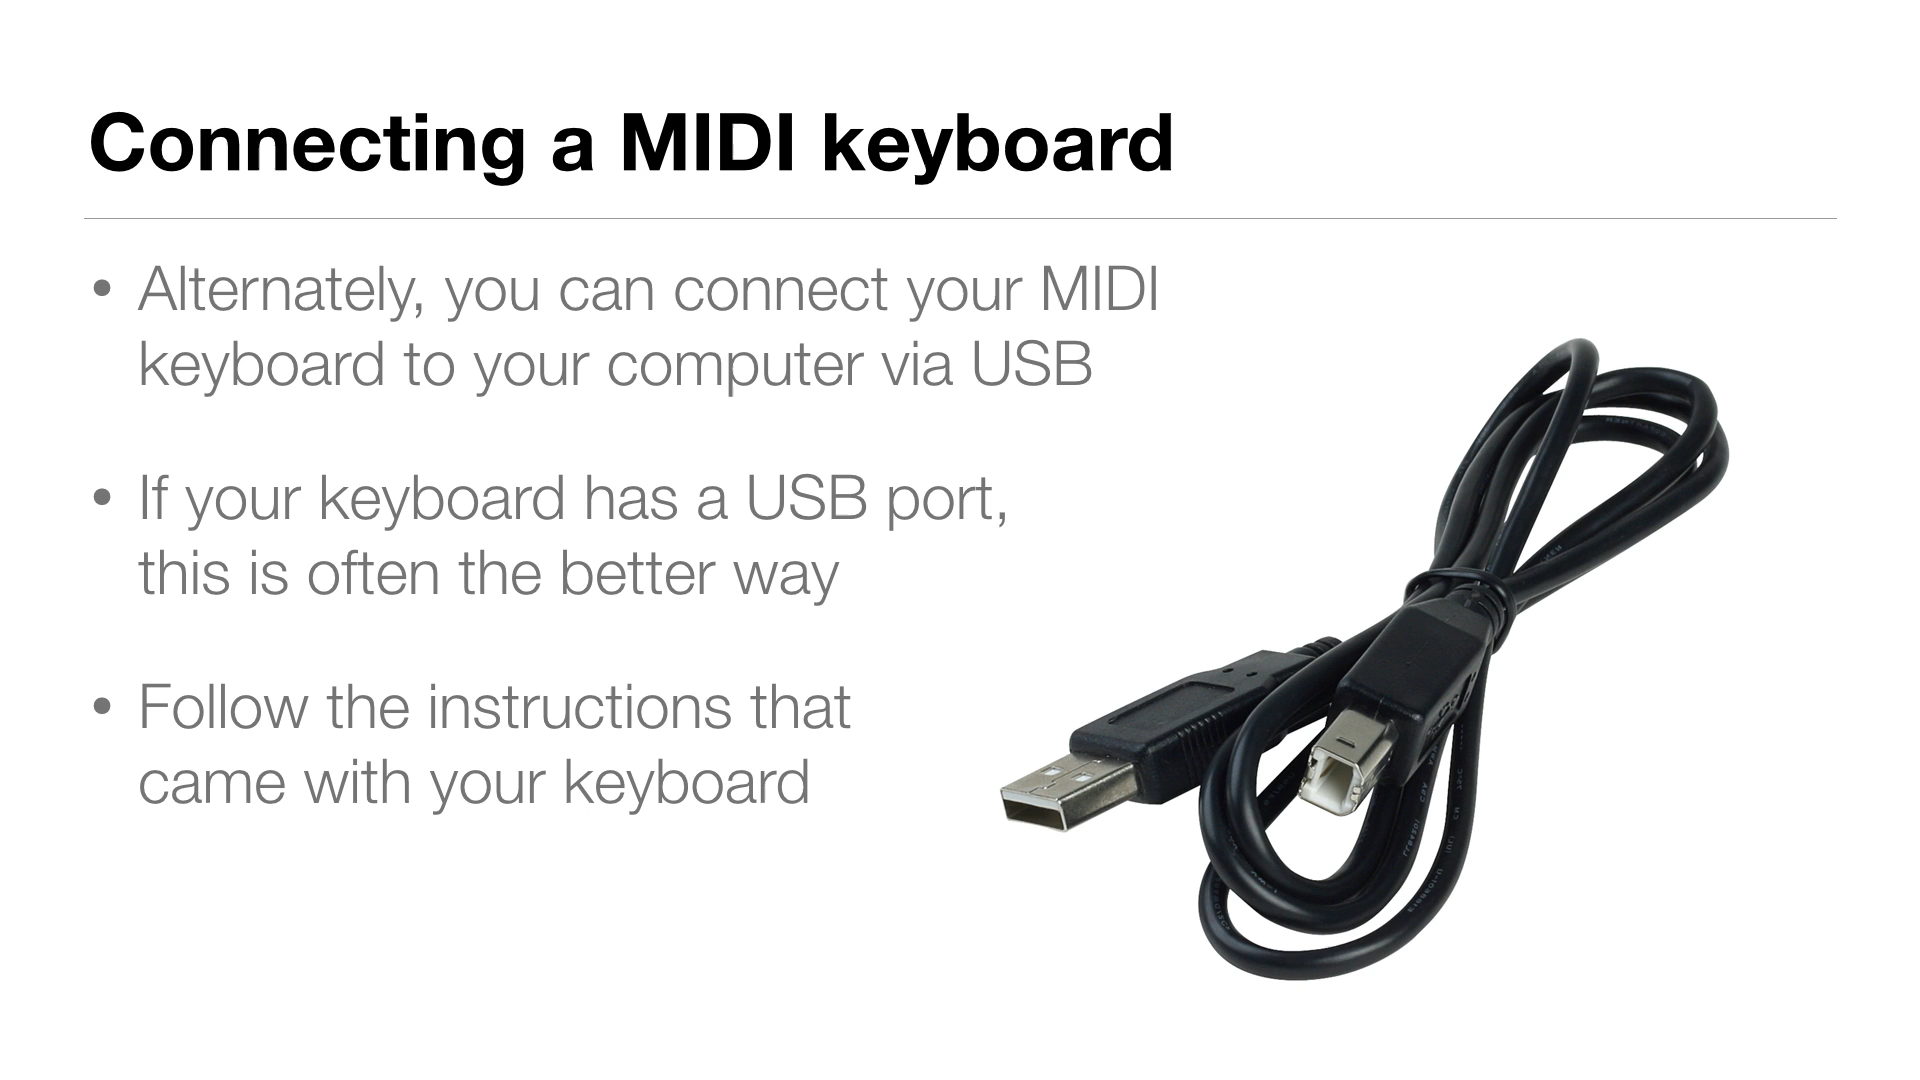 Connecting a MIDI keyboard
• Alternately, you can connect your MIDI
keyboard to your computer via USB
• If your keyboard has a USB port,
this is often the better way
• Follow the instructions that
came with your keyboard